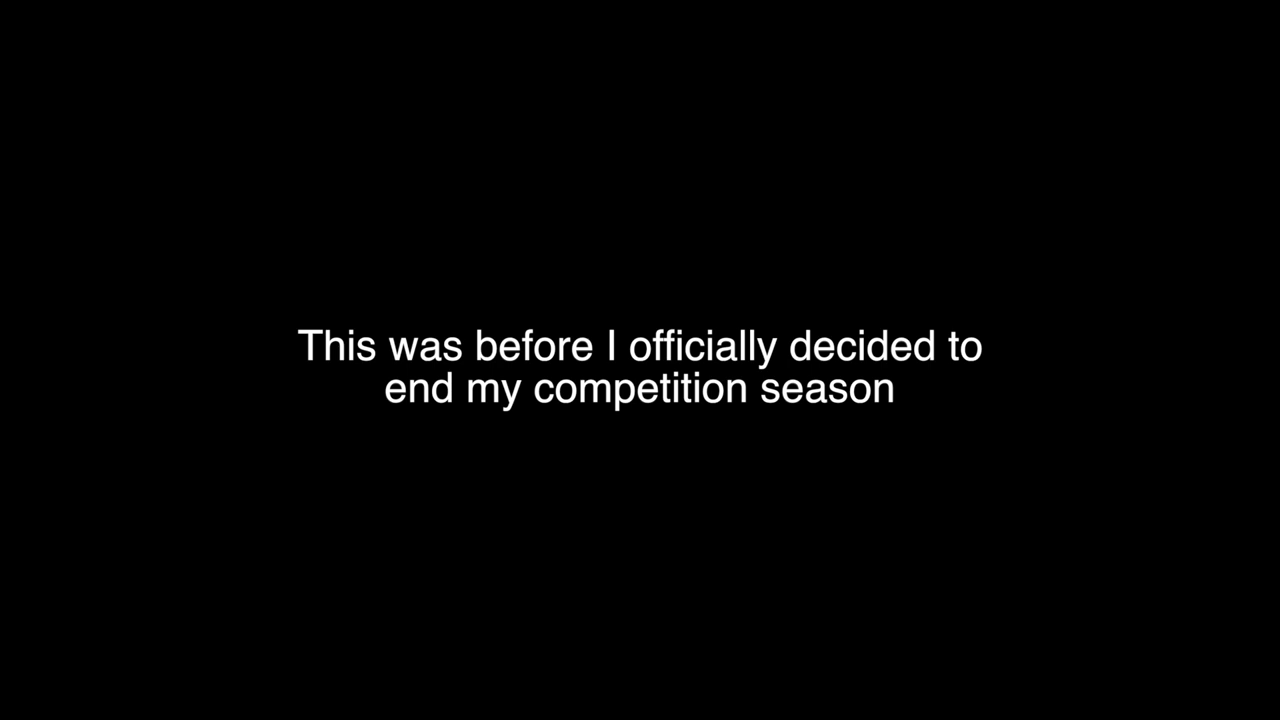 This was before I officially decided to
end my competition season